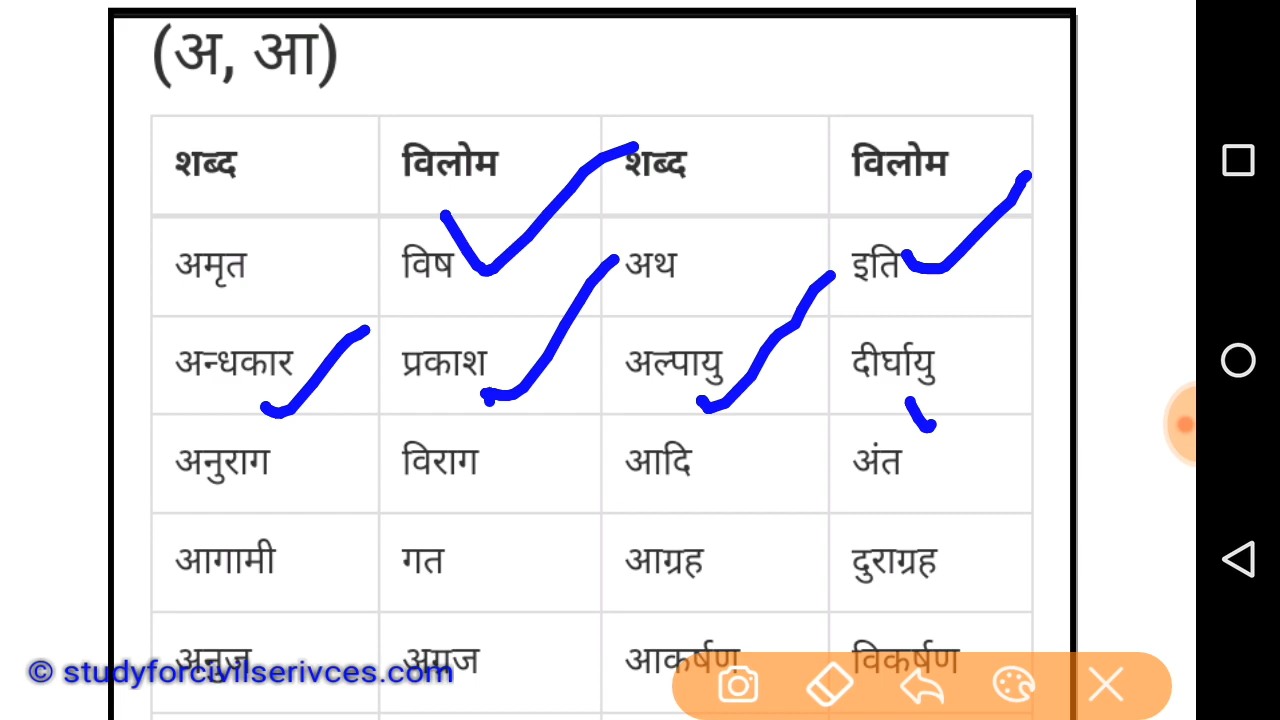 (अ, आ)
शब्द विलोम शब्द विलोम
अमृत विष अथ इति
अन्धकार प्रकाश अल्पायु दीर्घायु
अनुराग विराग आदि अंत
आगामी गत आग्रह दुराग्रह
अनुज अग्रज आकर्षण विकर्षण
© studyforcivilserivces.com